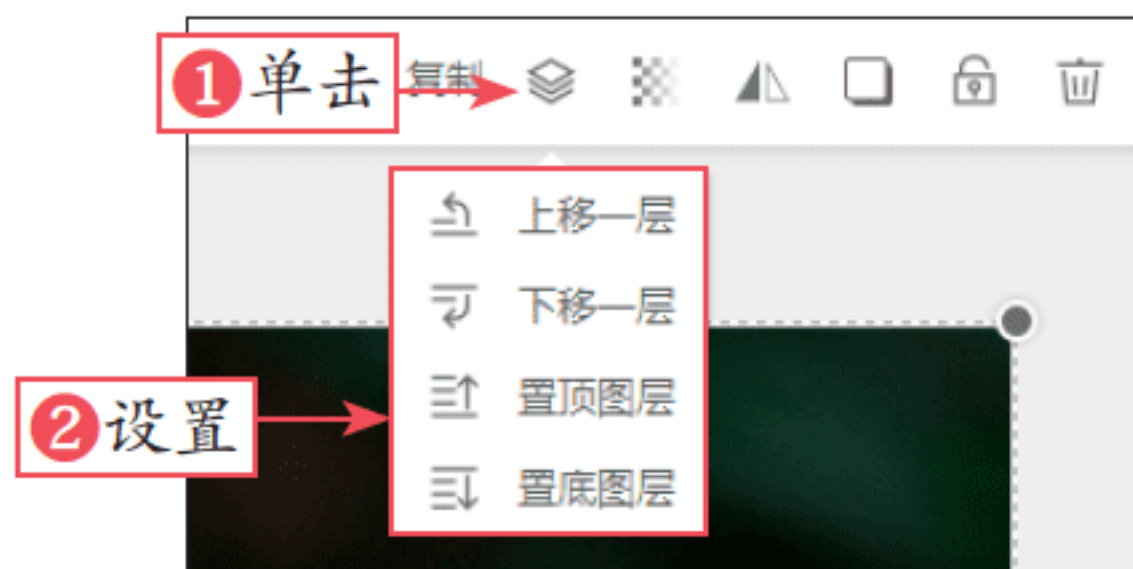 ❶单击 复制
上移一层
下移一层
置顶图层
❷设置
置底图层